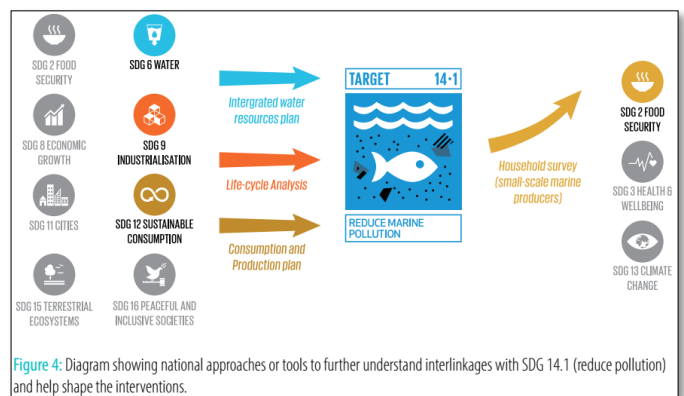 SDG 2 FOOD
SECURITY
SDG 6 WATER
SDG 8 ECONOMIC
GROWTH
SDG 9
INDUSTRIALISATION
SDG 11 CITIES
SDG 12 SUSTAINABLE
CONSUMPTION
SDG 15 TERRESTRIAL
ECOSYSTEMS
SDG 16 PEACEFUL AND
INCLUSIVE SOCIETIES
Intergrated water
resources plan
Life-cycle Analysis
Consumption and
Production plan
TARGET 14·1
REDUCE MARINE
POLLUTION
Household survey
(small-scale marine
producers)
SDG 2 FOOD
SECURITY
SDG 3 HEALTH &
WELLBEING
SDG 13 CLIMATE
CHANGE
Figure 4: Diagram showing national approaches or tools to further understand interlinkages with SDG 14.1 (reduce pollution)
and help shape the interventions.